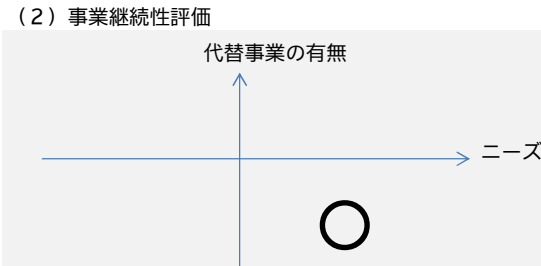 （２）事業継続性評価
代替事業の有無
ニーズ